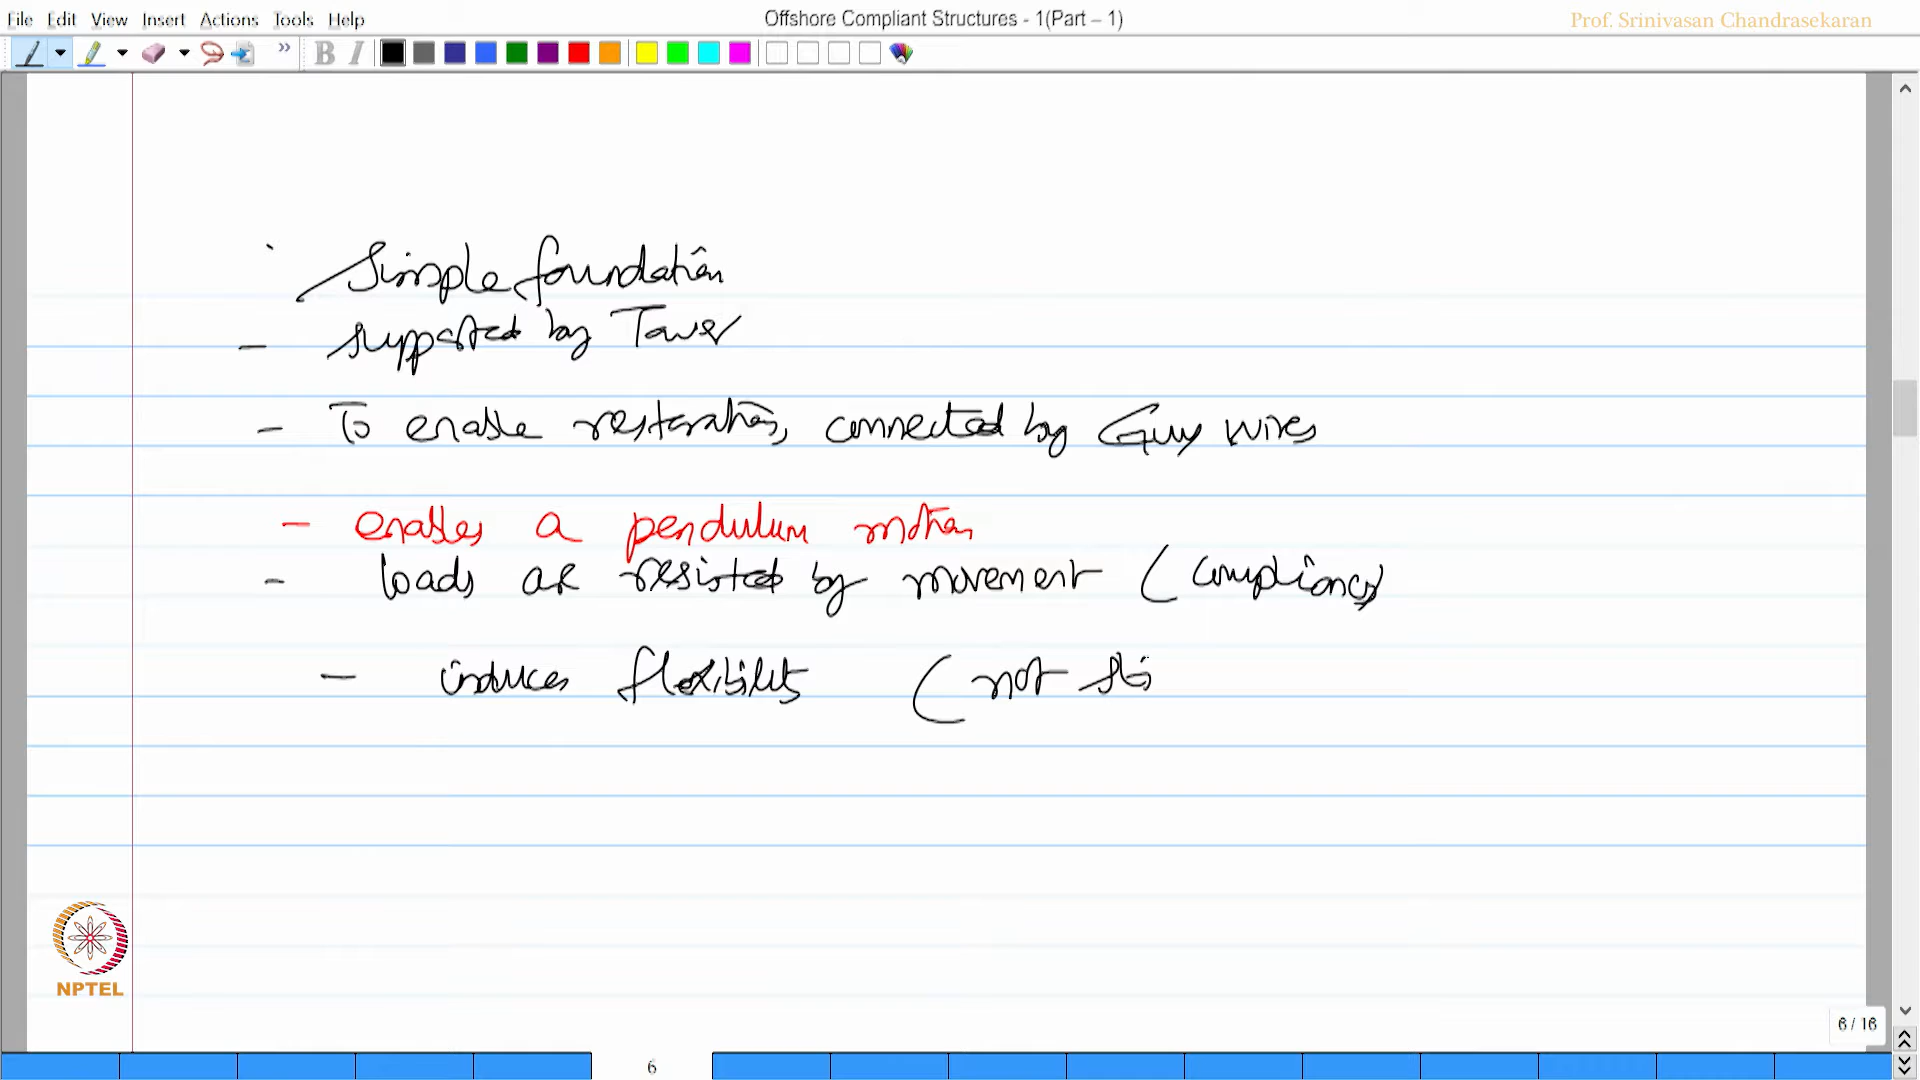 File Edit View Insert Actions Tools Help
Offshore Compliant Structures - 1(Part – 1)
Prof. Srinivasan Chandrasekaran
B I
Simple foundation
- supported by Tower
- To enable restoration, connected by Guy wires
- enables a pendulum motion
- loads are resisted by movement (compliancy
- induces flexibility (not sti
NPTEL
6 / 16
6